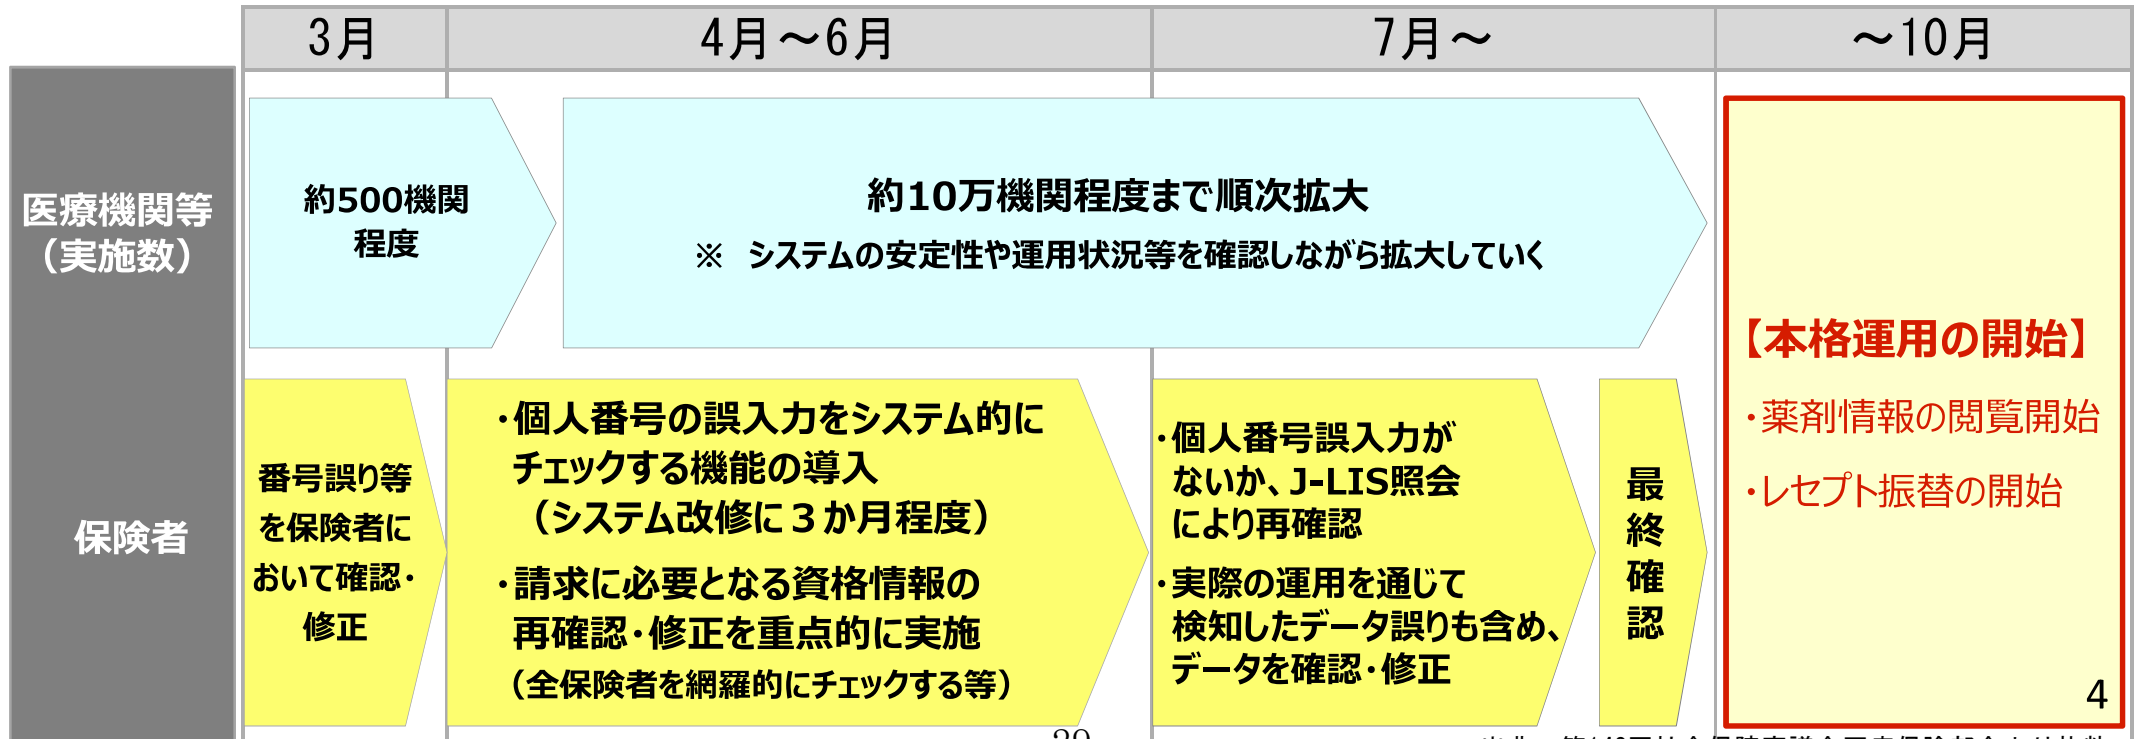 3月
4月～6月
7月～
～10月
医療機関等
（実施数）
約500機関
程度
約10万機関程度まで順次拡大
※　システムの安定性や運用状況等を確認しながら拡大していく
保険者
番号誤り等
を保険者に
おいて確認・
修正
・個人番号の誤入力をシステム的に
チェックする機能の導入
（システム改修に３か月程度）
・請求に必要となる資格情報の
再確認・修正を重点的に実施
（全保険者を網羅的にチェックする等）
・個人番号誤入力が
ないか、J-LIS照会
により再確認
・実際の運用を通じて
検知したデータ誤りも含め、
データを確認・修正
最
終
確
認
【本格運用の開始】
・薬剤情報の閲覧開始
・レセプト振替の開始
4